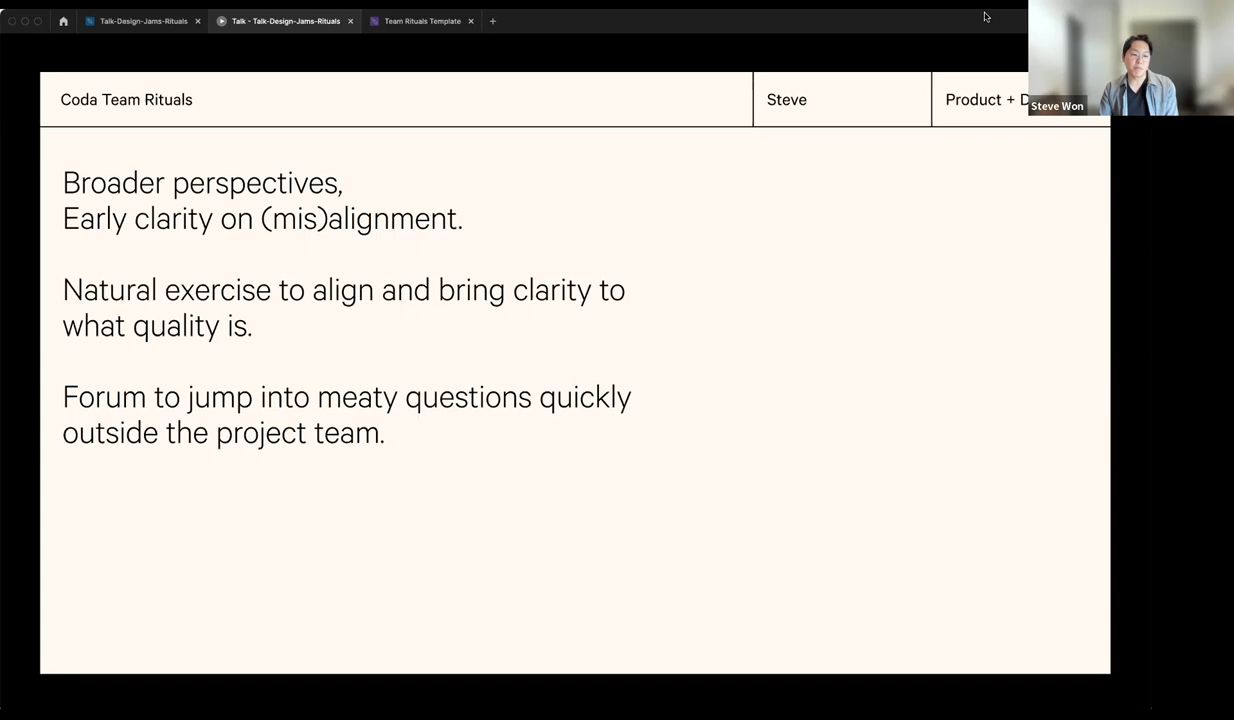 Talk-Design-Jams-Rituals
Talk - Talk-Design-Jams-Rituals
Team Rituals Template
Coda Team Rituals
Steve
Product + D
Steve Won
Broader perspectives,
Early clarity on (mis)alignment.
Natural exercise to align and bring clarity to
what quality is.
Forum to jump into meaty questions quickly
outside the project team.